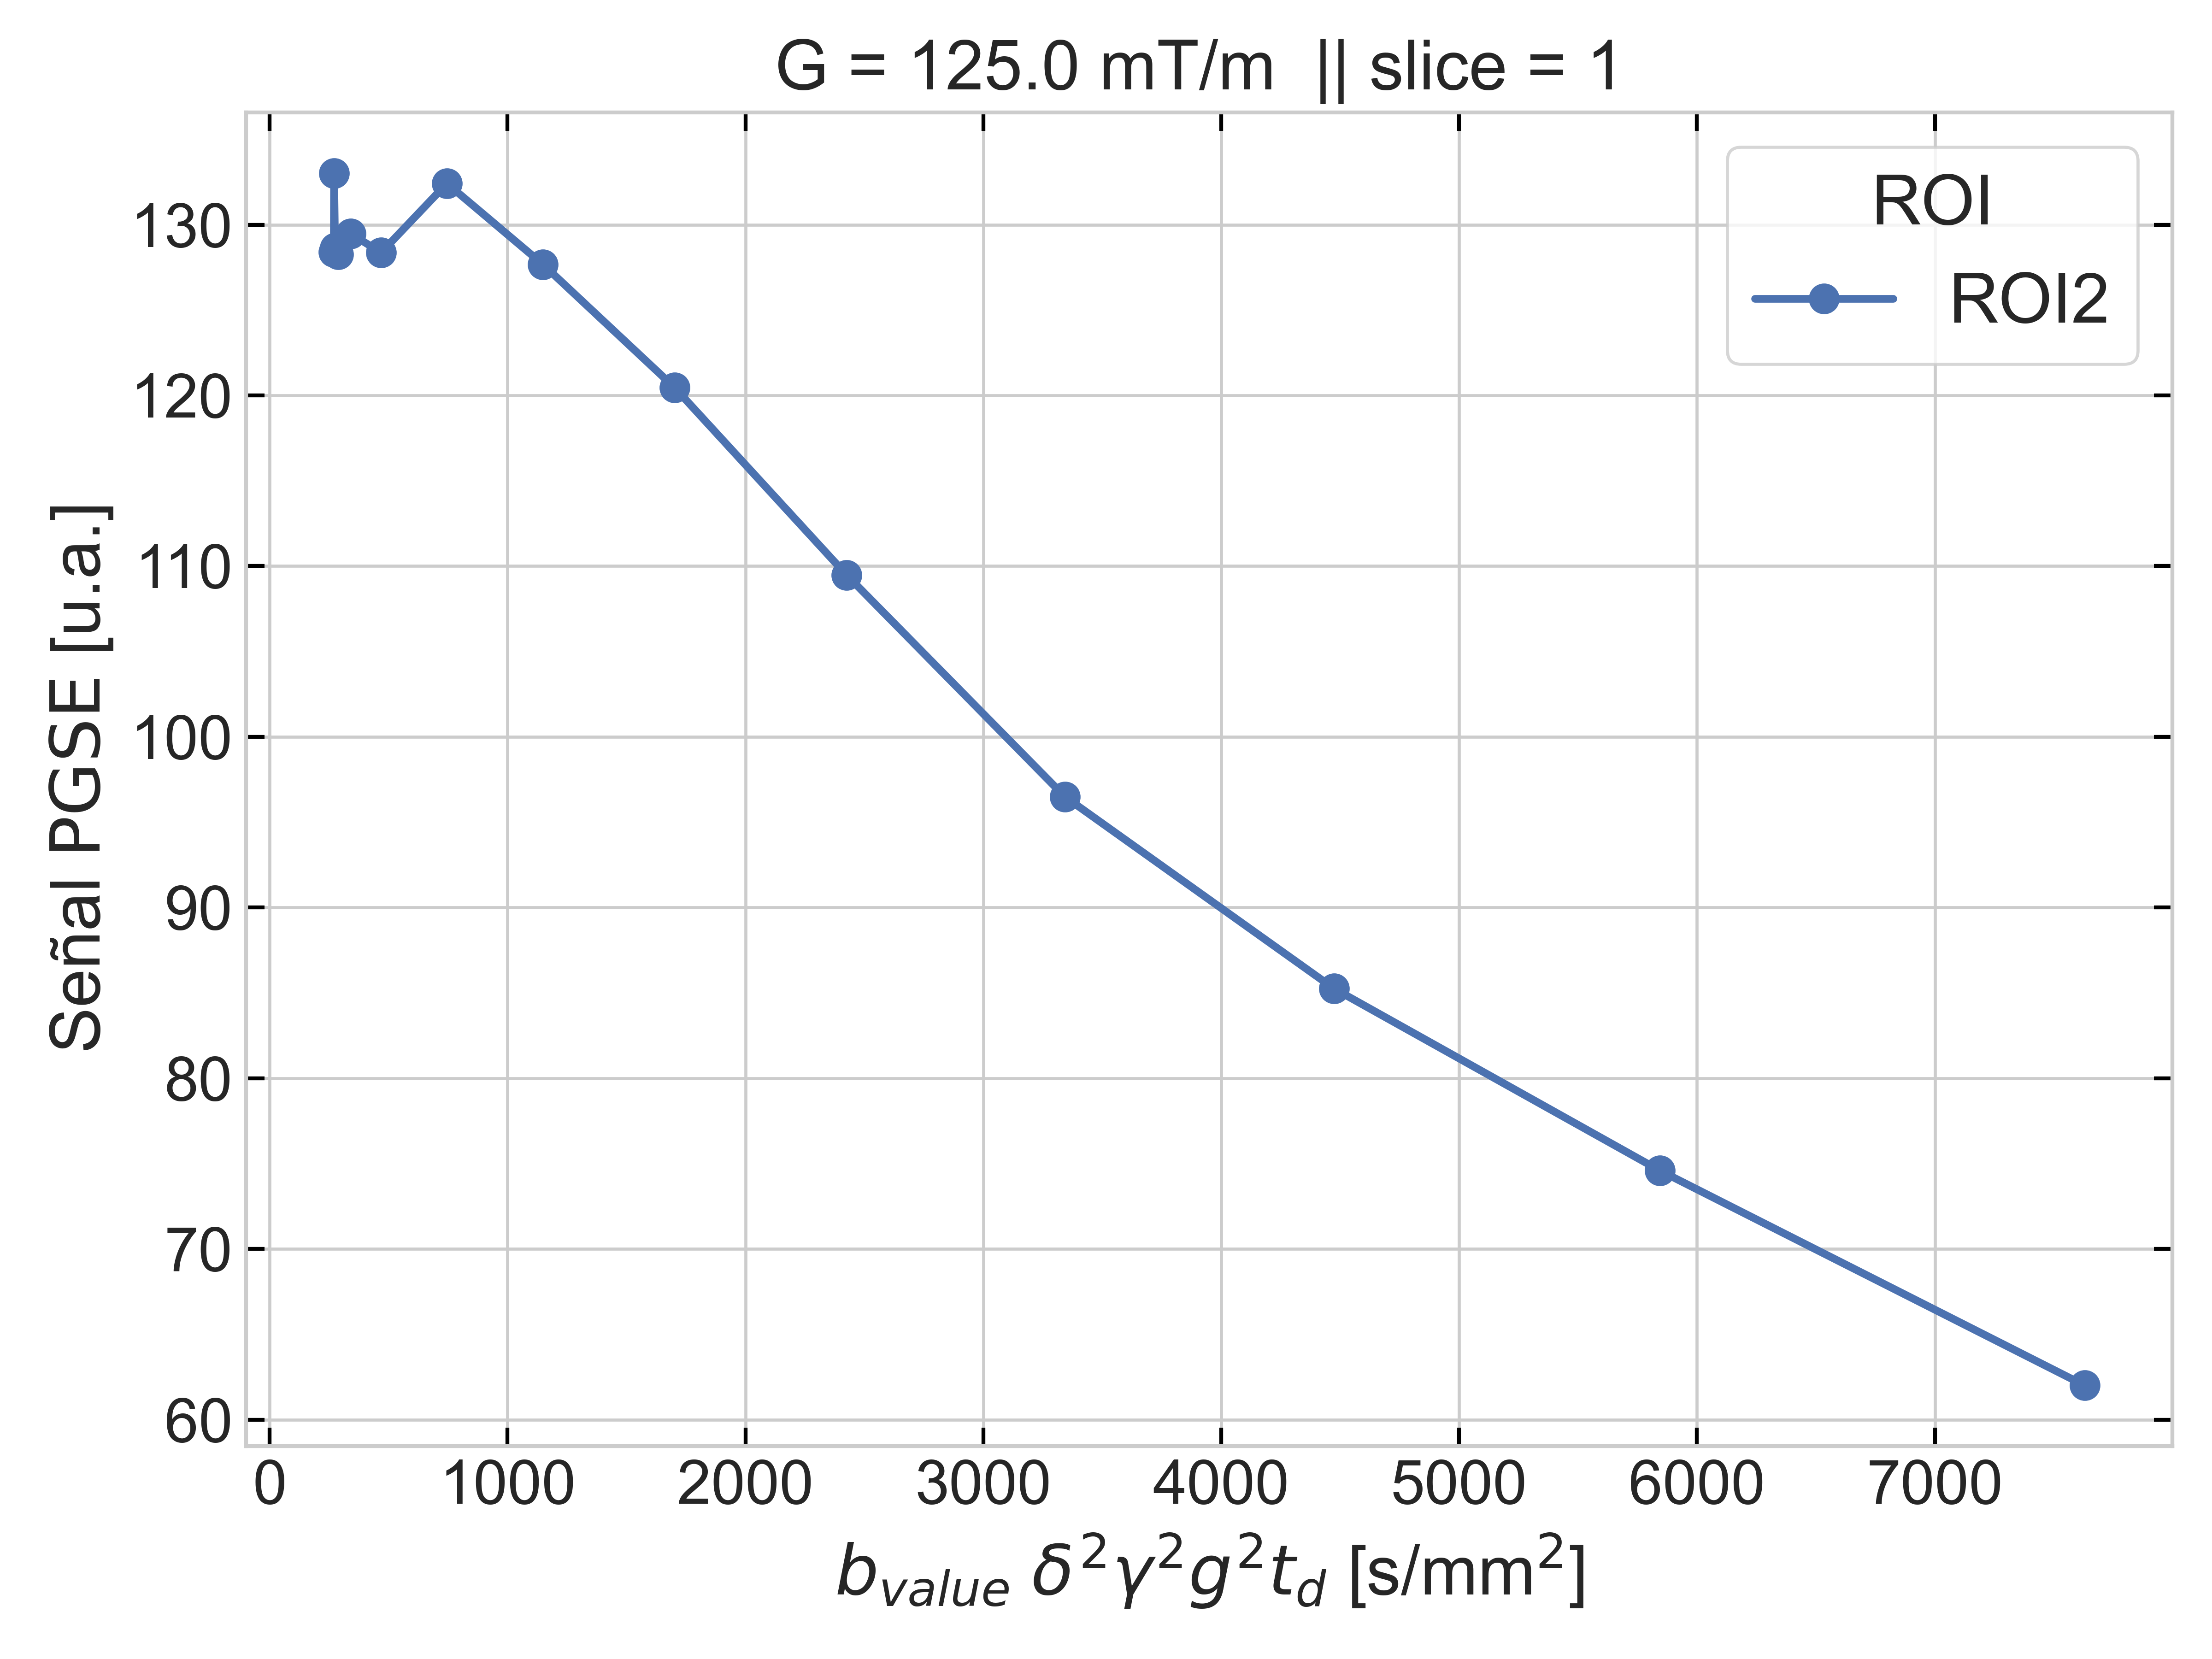 G = 125.0 mT/m || slice = 1
ROI
ROI2
Señal PGSE [u.a.]
130
120
110
100
90
80
70
60
0 1000 2000 3000 4000 5000 6000 7000
b_value δ²γ²g²t_d [s/mm²]